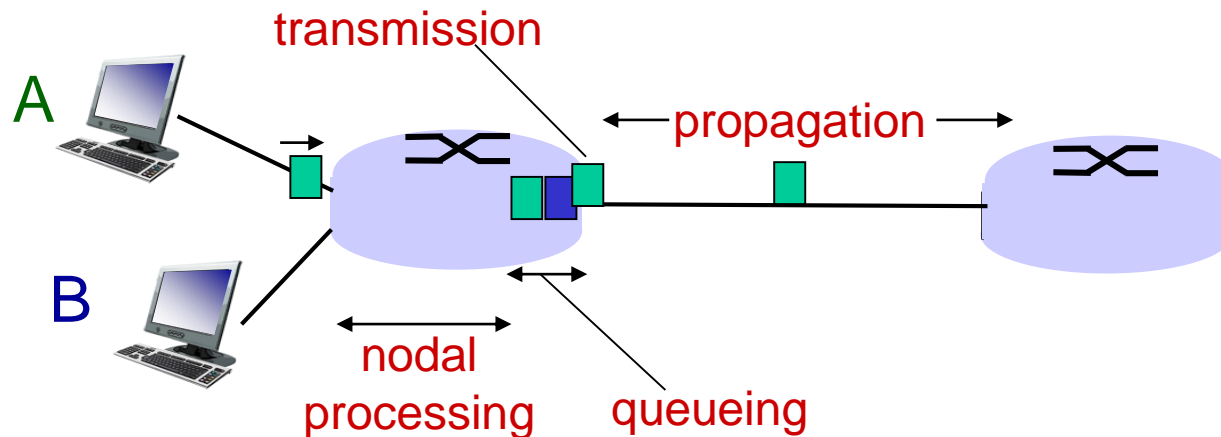 transmission
A
propagation
B
nodal
processing
queueing